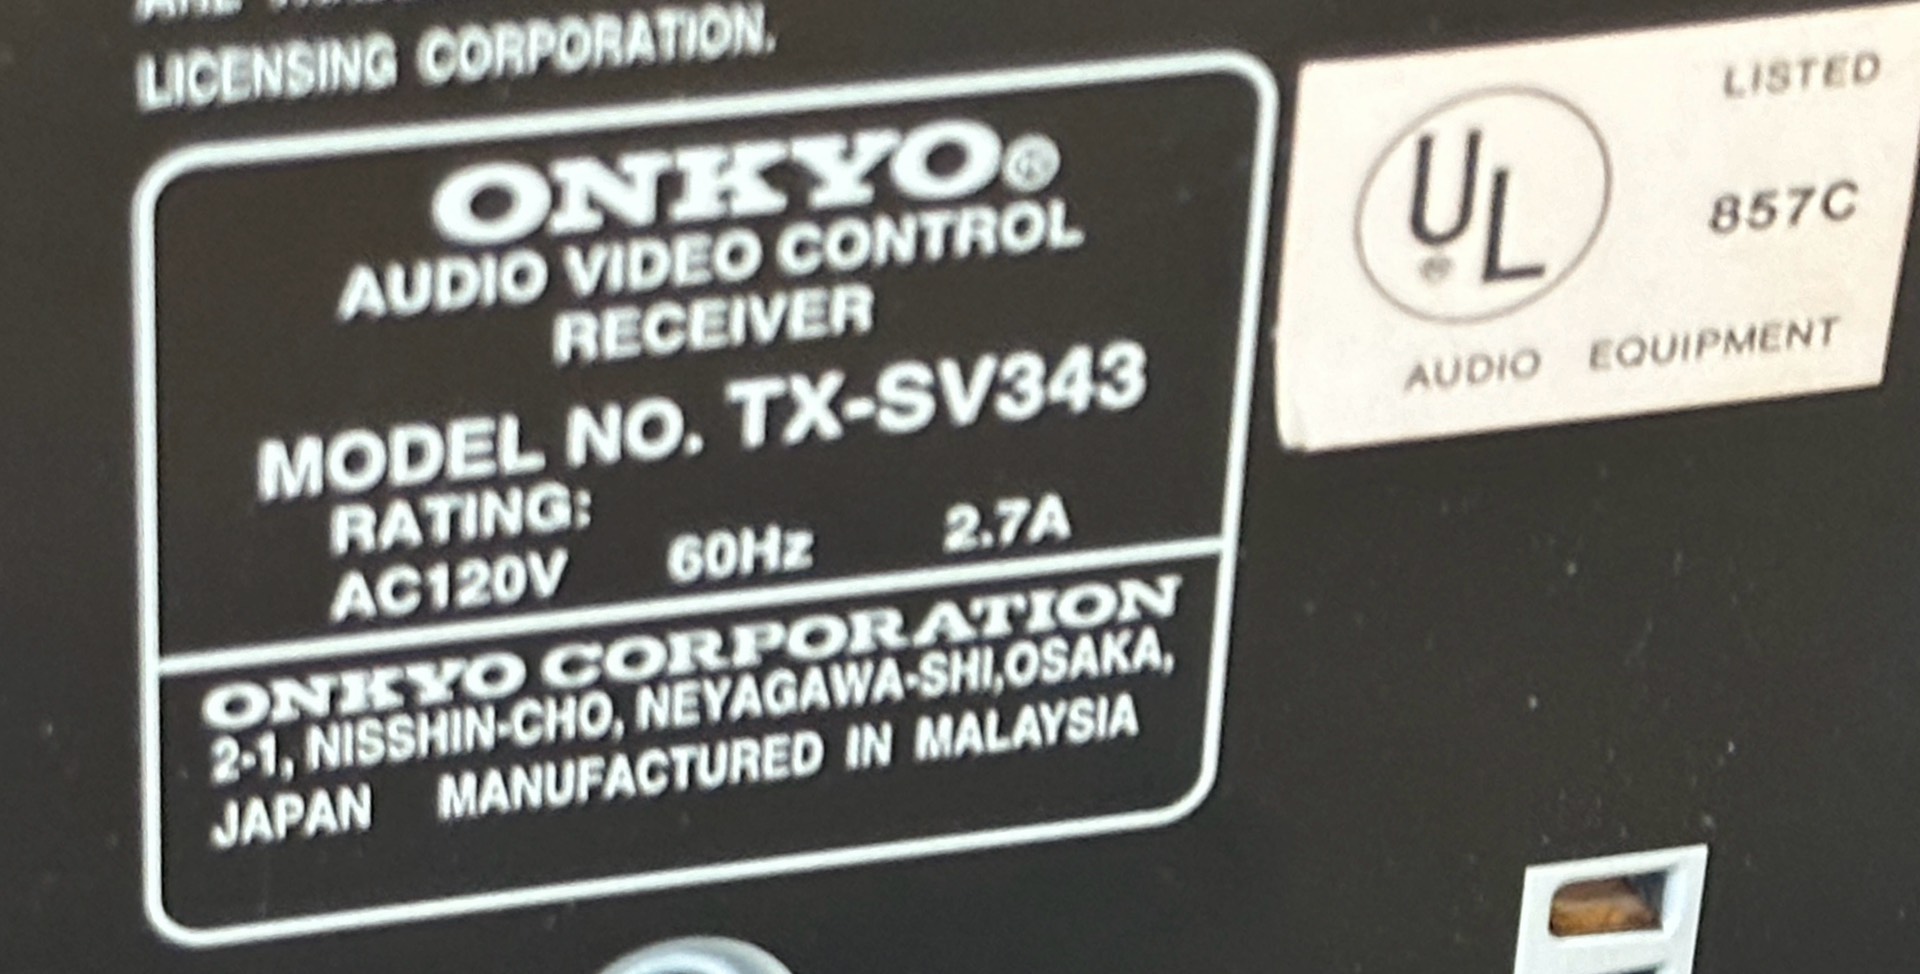 LICENSING CORPORATION.
ONKYO®
AUDIO VIDEO CONTROL
RECEIVER
MODEL NO. TX-SV343
RATING:
AC120V 60Hz 2.7A
ONKYO CORPORATION
2-1, NISSHIN-CHO, NEYAGAWA-SHI,OSAKA,
JAPAN MANUFACTURED IN MALAYSIA
LISTED
UL®
857C
AUDIO EQUIPMENT